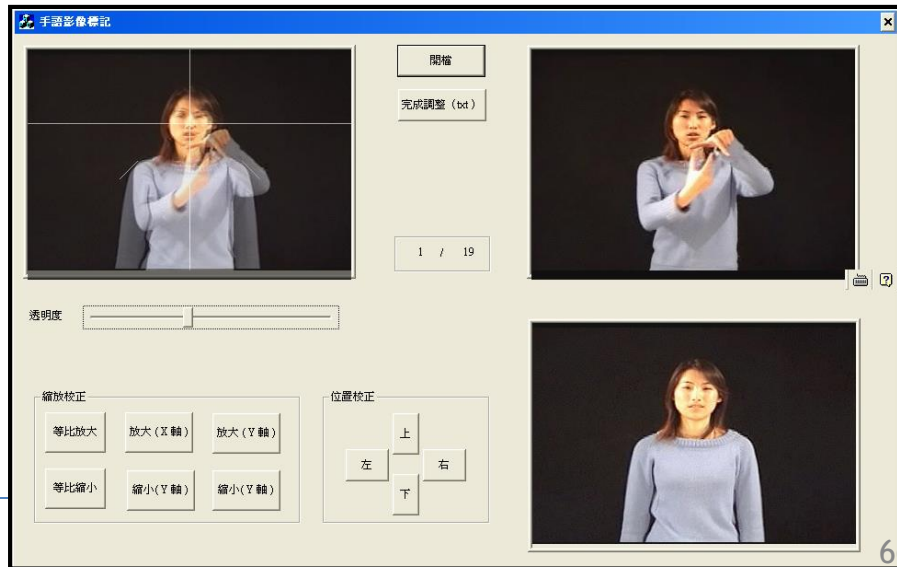 手語影像標記
開檔
完成調整（txt）
1 / 19
透明度
縮放校正
等比放大
放大(X軸)
放大(Y軸)
等比縮小
縮小(Y軸)
縮小(Y軸)
位置校正
上
左
右
下
6